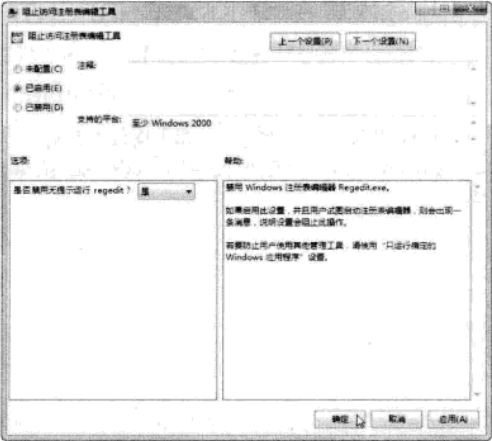 阻止访问注册表编辑工具
阻止访问注册表编辑工具
上一个设置(P)
下一个设置(N)
未配置(C)
注释:
已启用(E)
已禁用(D)
支持的平台:
至少 Windows 2000
选项:
帮助:
是否禁用无提示运行 regedit?
是
禁用 Windows 注册表编辑器 Regedit.exe。
如果启用此设置，并且用户试图启动注册表编辑器，则会出现一
条消息，说明设置会阻止此操作。
若要防止用户使用其他管理工具，请使用“只运行指定的
Windows 应用程序”设置。
确定
取消
应用(A)